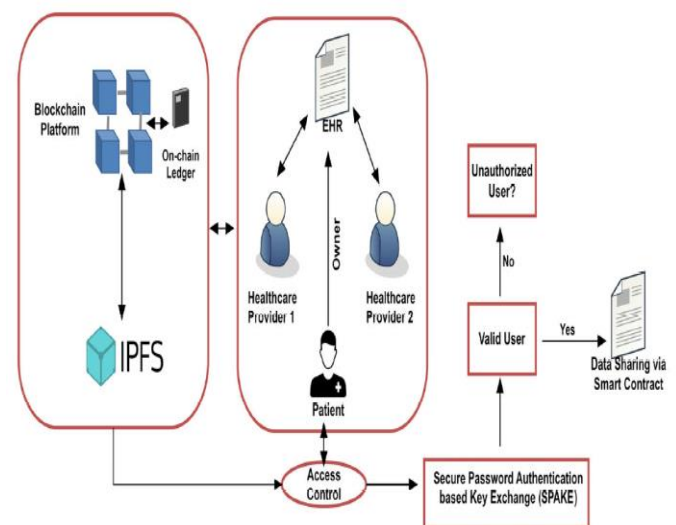 Blockchain
Platform
On-chain
Ledger
IPFS
EHR
Owner
Healthcare
Provider 1
Healthcare
Provider 2
Patient
Access
Control
Secure Password Authentication
based Key Exchange (SPAKE)
Valid User
No
Unauthorized
User?
Yes
Data Sharing via
Smart Contract